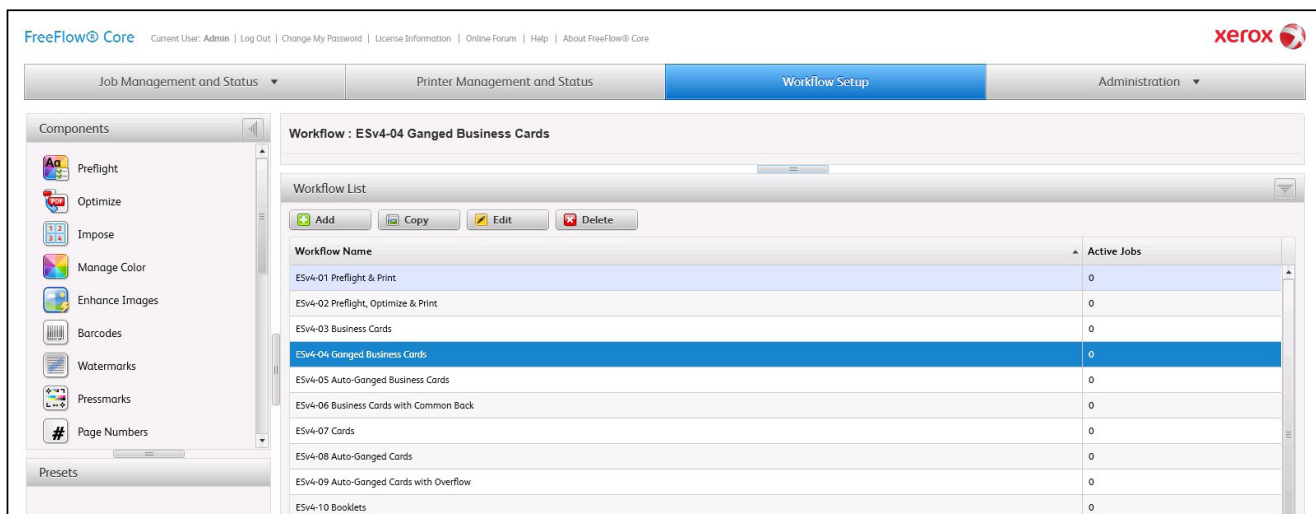 FreeFlow® Core Current User: Admin | Log Out | Change My Password | License Information | Online Forum | Help | About FreeFlow® Core
xerox
Job Management and Status Printer Management and Status Workflow Setup Administration
Components
Preflight
Optimize
Impose
Manage Color
Enhance Images
Barcodes
Watermarks
Pressmarks
Page Numbers
Presets
Workflow : ESv4-04 Ganged Business Cards
Workflow List
Add Copy Edit Delete
Workflow Name Active Jobs
ESv4-01 Preflight & Print 0
ESv4-02 Preflight, Optimize & Print 0
ESv4-03 Business Cards 0
ESv4-04 Ganged Business Cards 0
ESv4-05 Auto-Ganged Business Cards 0
ESv4-06 Business Cards with Common Back 0
ESv4-07 Cards 0
ESv4-08 Auto-Ganged Cards 0
ESv4-09 Auto-Ganged Cards with Overflow 0
ESv4-10 Booklets 0